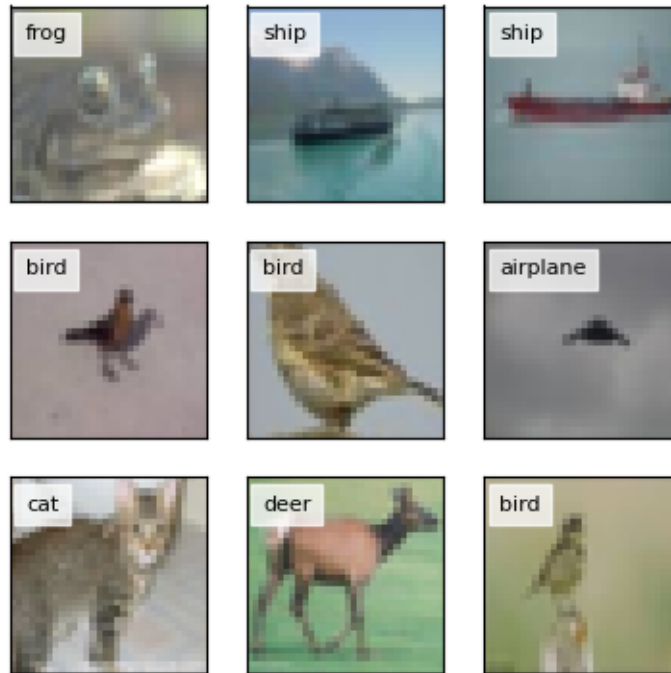 frog
ship
ship
bird
bird
airplane
cat
deer
bird